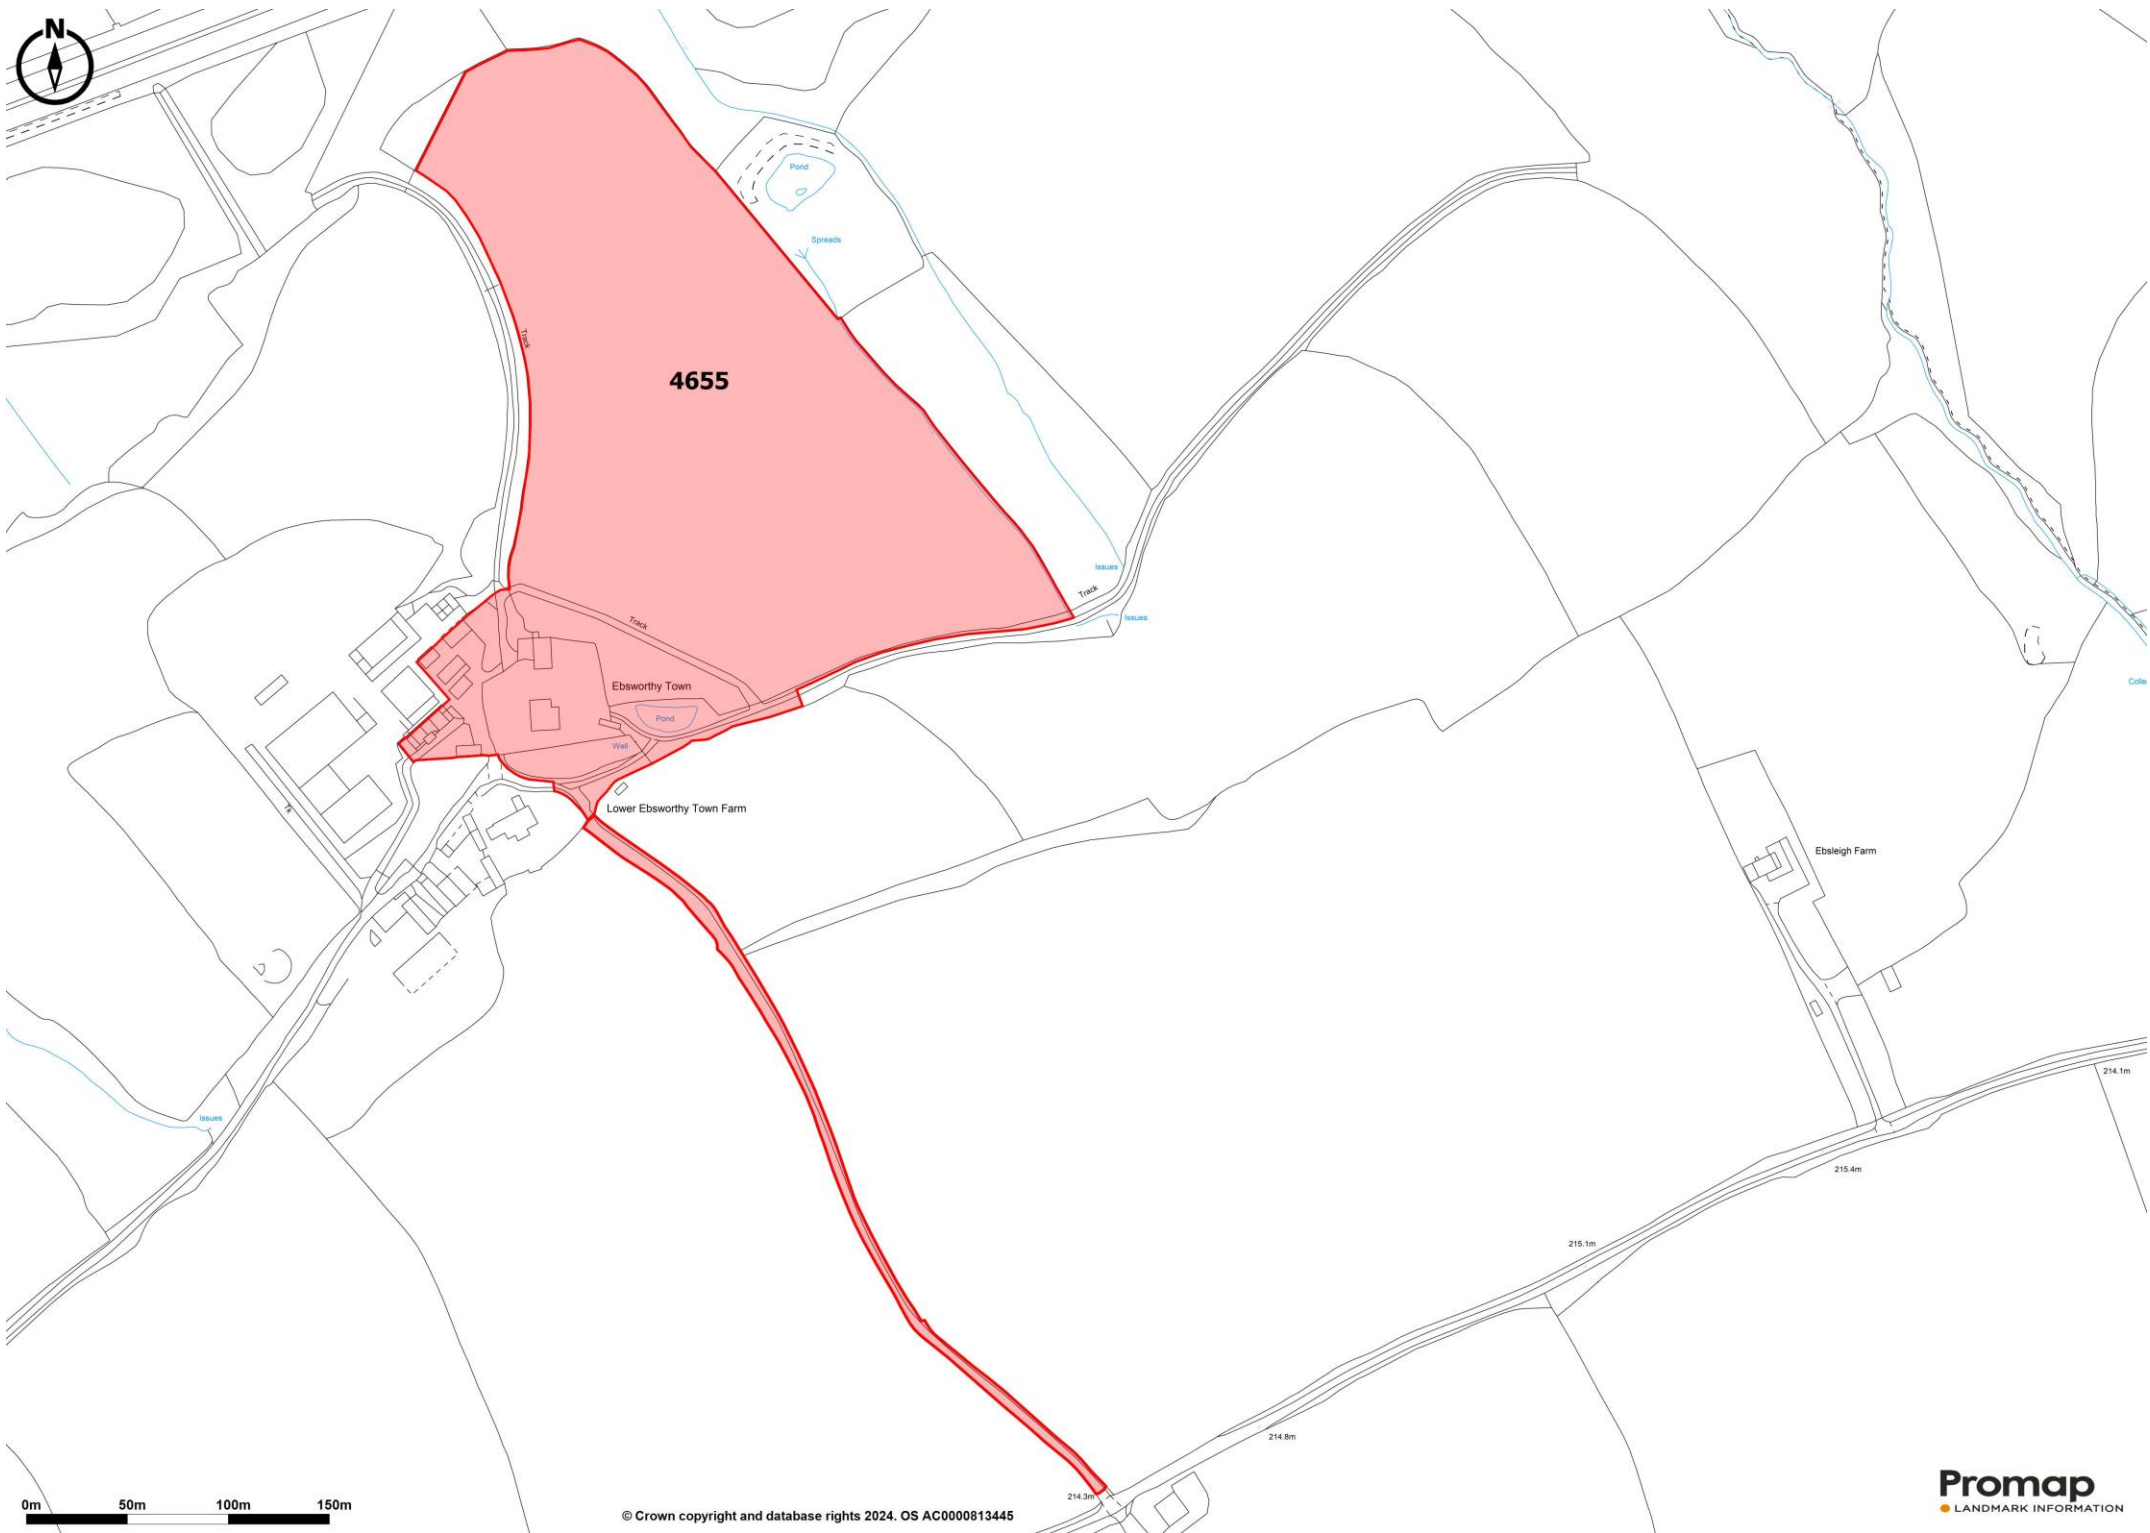 N
Pond
Spreads
Track
4655
Issues
Track
Issues
Track
Ebsworthy Town
Pond
Well
Colle
Lower Ebsworthy Town Farm
Tk
Ebsleigh Farm
214.1m
Issues
215.4m
215.1m
214.8m
214.3m
0m 50m 100m 150m
© Crown copyright and database rights 2024. OS AC0000813445
Promap
LANDMARK INFORMATION